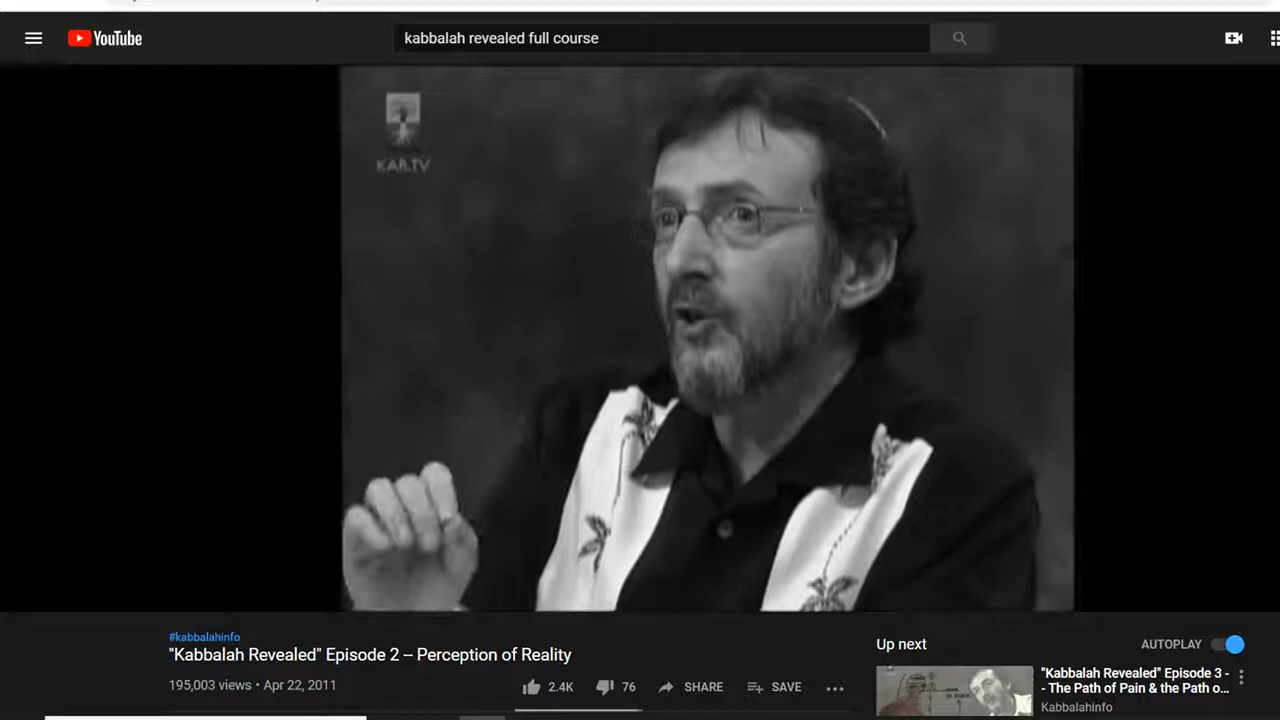 YouTube
kabbalah revealed full course
KAB.TV
#kabbalahinfo
"Kabbalah Revealed" Episode 2 -- Perception of Reality
195,003 views • Apr 22, 2011
2.4K
76
SHARE
SAVE
Up next
AUTOPLAY
"Kabbalah Revealed" Episode 3 -
- The Path of Pain & the Path o...
Kabbalahinfo